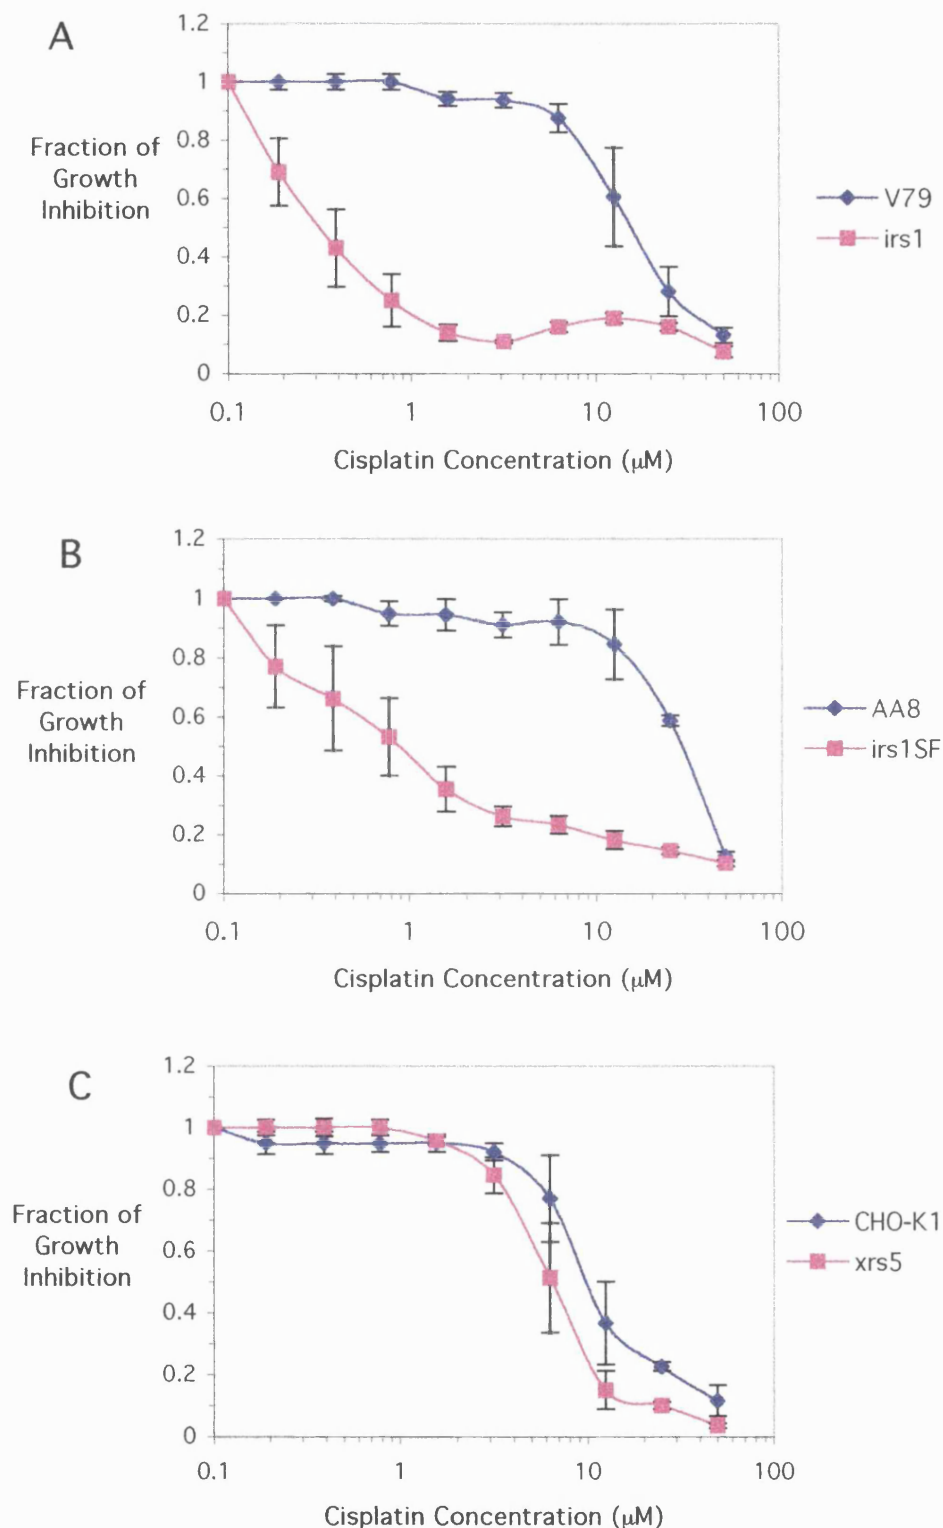 A
1.2
1
0.8
0.6
0.4
0.2
0
Fraction of
Growth
Inhibition
0.1 1 10 100
Cisplatin Concentration (μM)
V79
irs1
B
1.2
1
0.8
0.6
0.4
0.2
0
Fraction of
Growth
Inhibition
0.1 1 10 100
Cisplatin Concentration (μM)
AA8
irs1SF
C
1.2
1
0.8
0.6
0.4
0.2
0
Fraction of
Growth
Inhibition
0.1 1 10 100
Cisplatin Concentration (μM)
CHO-K1
xrs5